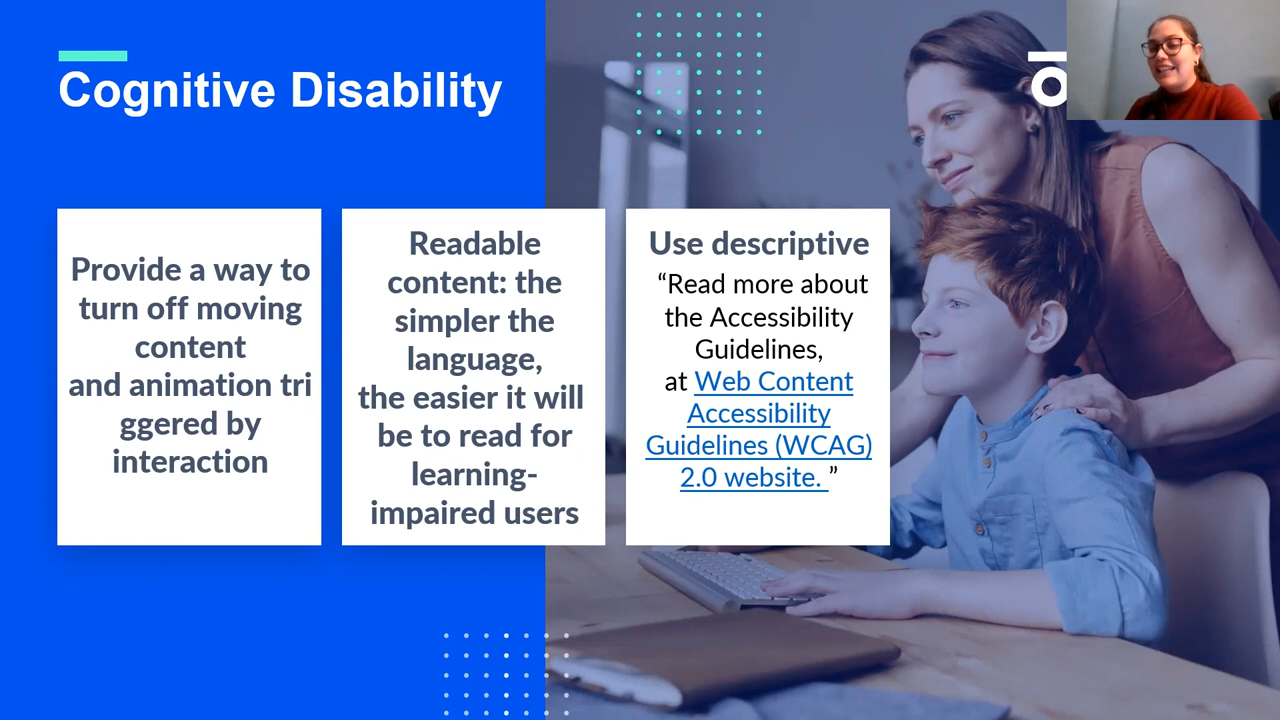 Cognitive Disability
Provide a way to
turn off moving
content
and animation tri
ggered by
interaction
Readable
content: the
simpler the
language,
the easier it will
be to read for
learning-
impaired users
Use descriptive
“Read more about
the Accessibility
Guidelines,
at Web Content
Accessibility
Guidelines (WCAG)
2.0 website. ”